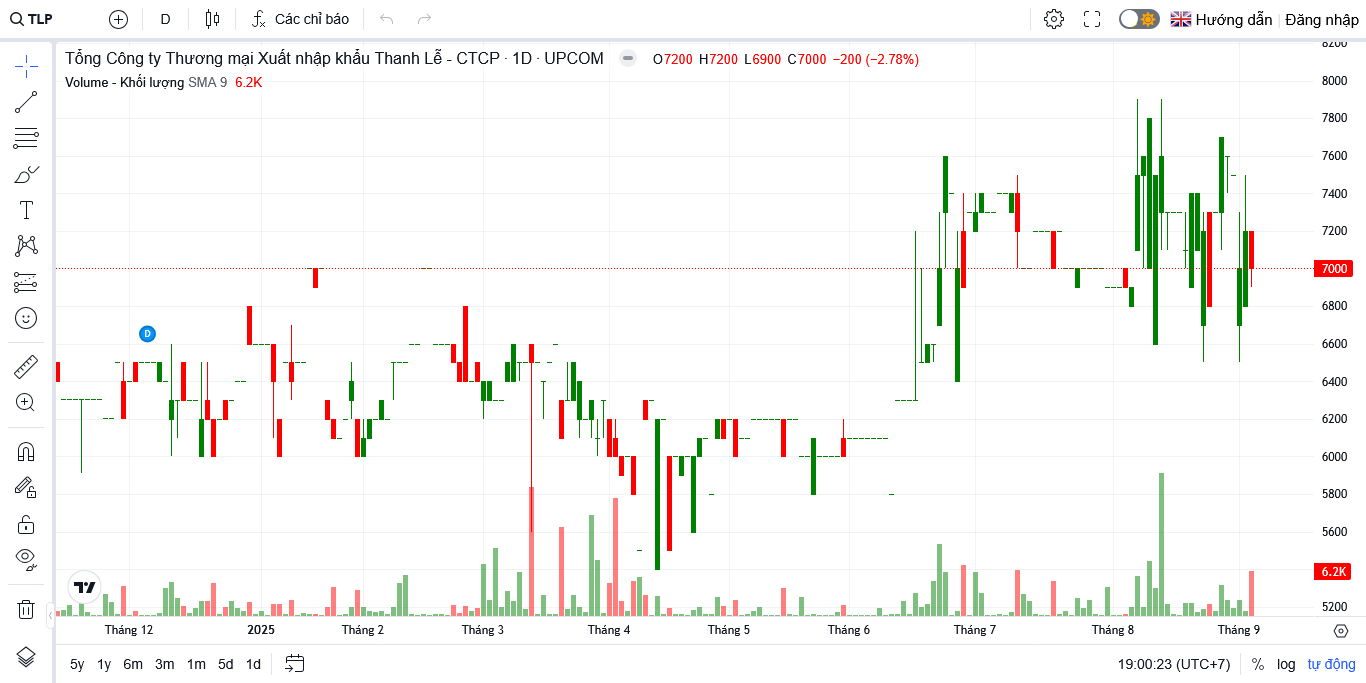 TLP D Các chỉ báo Hướng dẫn Đăng nhập
Tổng Công ty Thương mại Xuất nhập khẩu Thanh Lễ - CTCP · 1D · UPCOM O7200 H7200 L6900 C7000 −200 (−2.78%)
Volume - Khối lượng SMA 9 6.2K
8200
8000
7800
7600
7400
7200
7000
6800
6600
D
6400
6200
6000
5800
5600
6.2K
5200
Tháng 12 2025 Tháng 2 Tháng 3 Tháng 4 Tháng 5 Tháng 6 Tháng 7 Tháng 8 Tháng 9
5y 1y 6m 3m 1m 5d 1d 19:00:23 (UTC+7) % log tự động